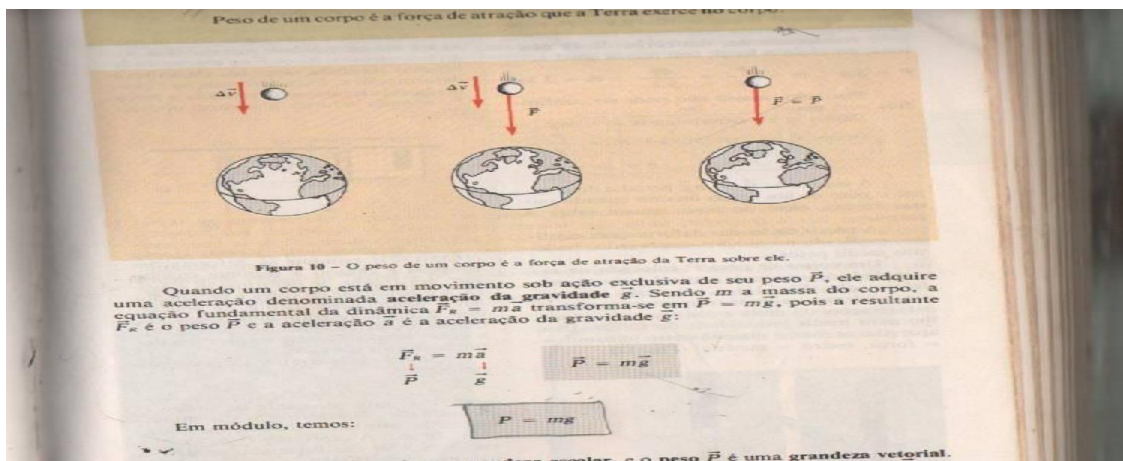 Peso de um corpo é a força de atração que a Terra exerce no corpo.
Δv⃗
Δv⃗
F⃗
F⃗ = P⃗
Figura 10 – O peso de um corpo é a força de atração da Terra sobre ele.
Quando um corpo está em movimento sob ação exclusiva de seu peso P⃗, ele adquire
uma aceleração denominada aceleração da gravidade g⃗. Sendo m a massa do corpo, a
equação fundamental da dinâmica F⃗R = ma⃗ transforma-se em P⃗ = mg⃗, pois a resultante
F⃗R é o peso P⃗ e a aceleração a⃗ é a aceleração da gravidade g⃗:
F⃗R = ma⃗
↓ ↓
P⃗ g⃗
P⃗ = mg⃗
Em módulo, temos:
P = mg
escalar, e o peso P⃗ é uma grandeza vetorial.